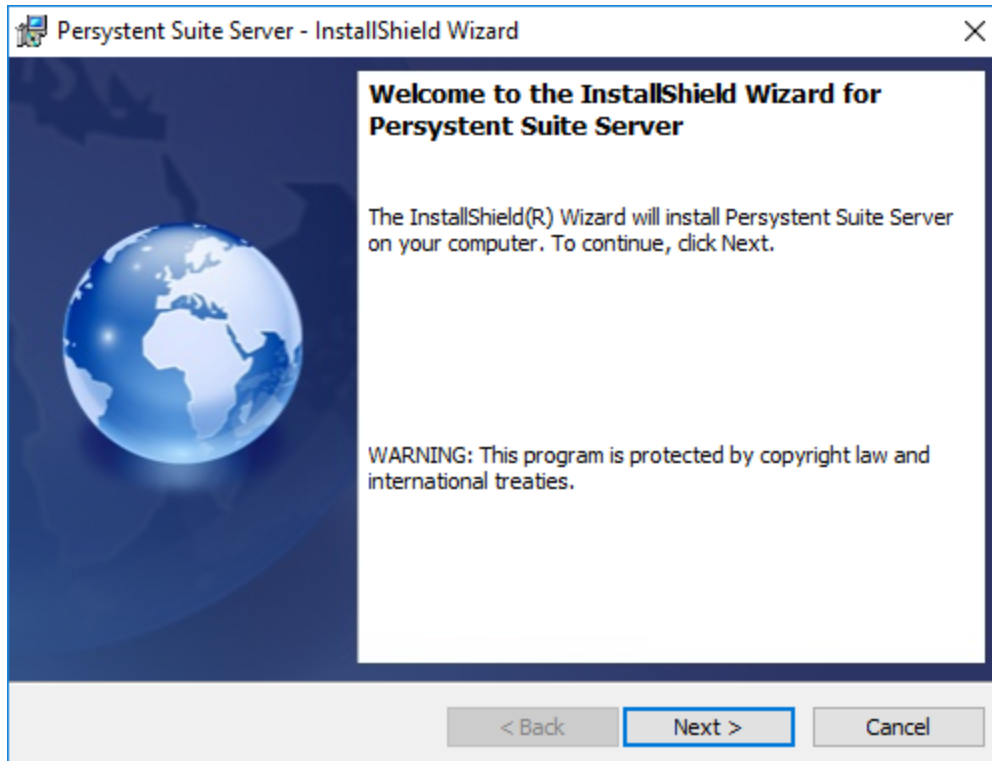 Persystent Suite Server - InstallShield Wizard
Welcome to the InstallShield Wizard for
Persystent Suite Server
The InstallShield(R) Wizard will install Persystent Suite Server
on your computer. To continue, click Next.
WARNING: This program is protected by copyright law and
international treaties.
< Back Next > Cancel